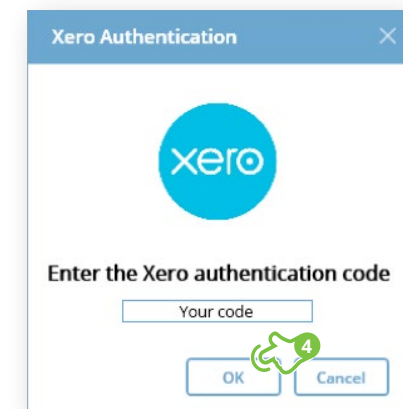 Xero Authentication
xero
Enter the Xero authentication code
Your code
4
OK Cancel